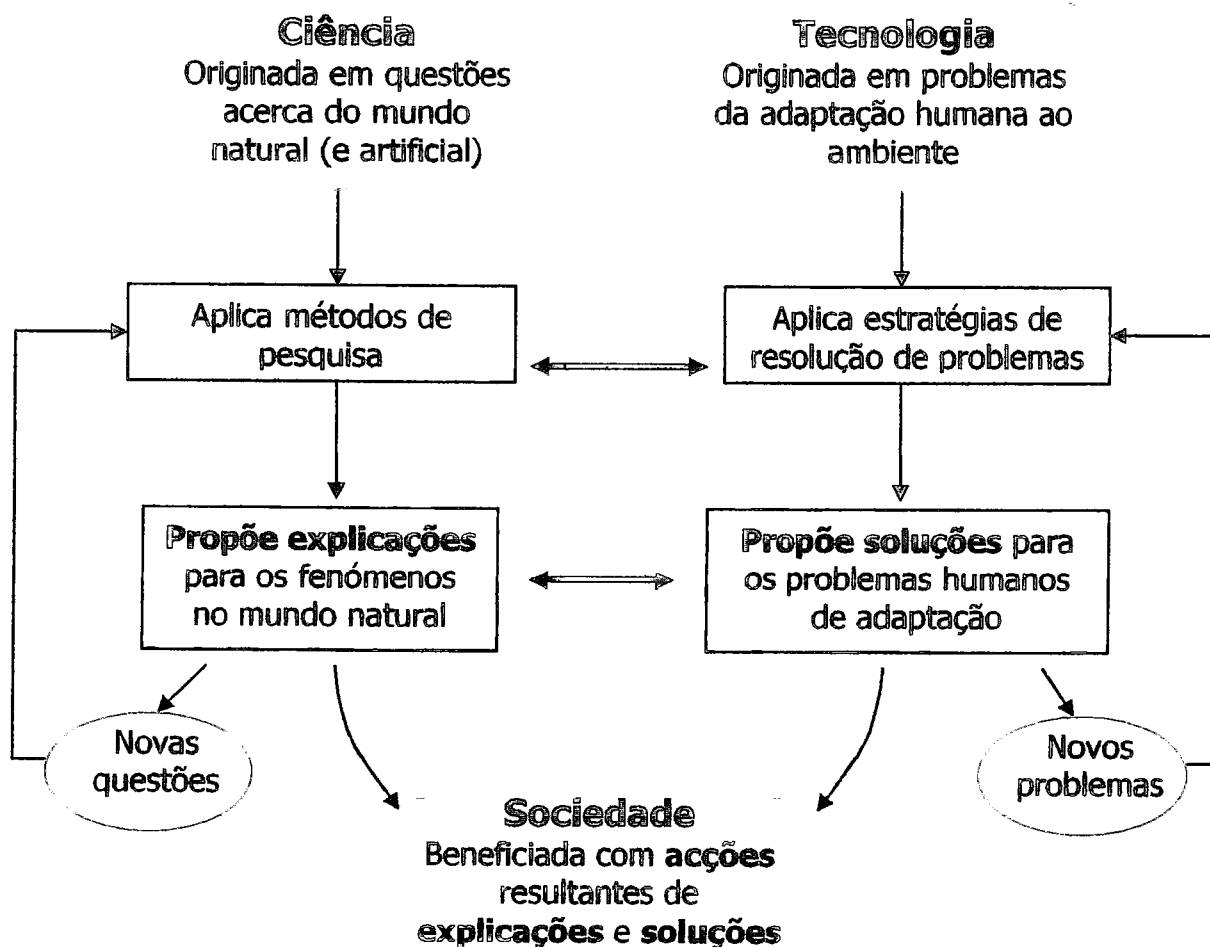 Ciência
Originada em questões
acerca do mundo
natural (e artificial)
Tecnologia
Originada em problemas
da adaptação humana ao
ambiente
Aplica métodos de
pesquisa
Aplica estratégias de
resolução de problemas
Propõe explicações
para os fenómenos
no mundo natural
Propõe soluções para
os problemas humanos
de adaptação
Novas
questões
Novos
problemas
Sociedade
Beneficiada com acções
resultantes de
explicações e soluções